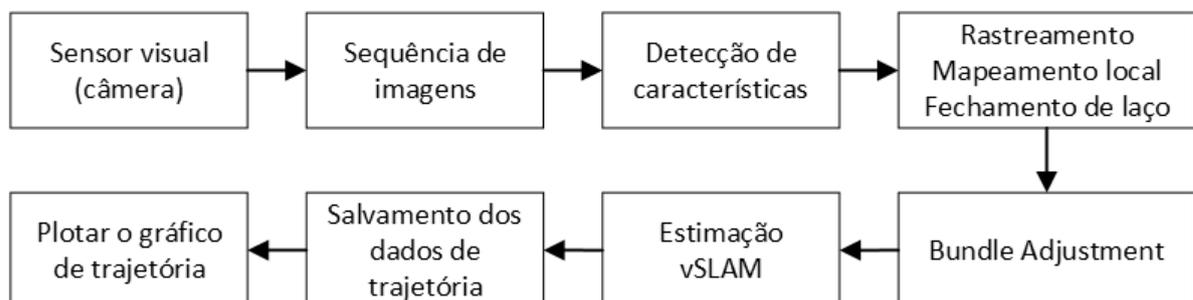 Sensor visual
(câmera)
Sequência de
imagens
Detecção de
características
Rastreamento
Mapeamento local
Fechamento de laço
Bundle Adjustment
Estimação
vSLAM
Salvamento dos
dados de
trajetória
Plotar o gráfico
de trajetória